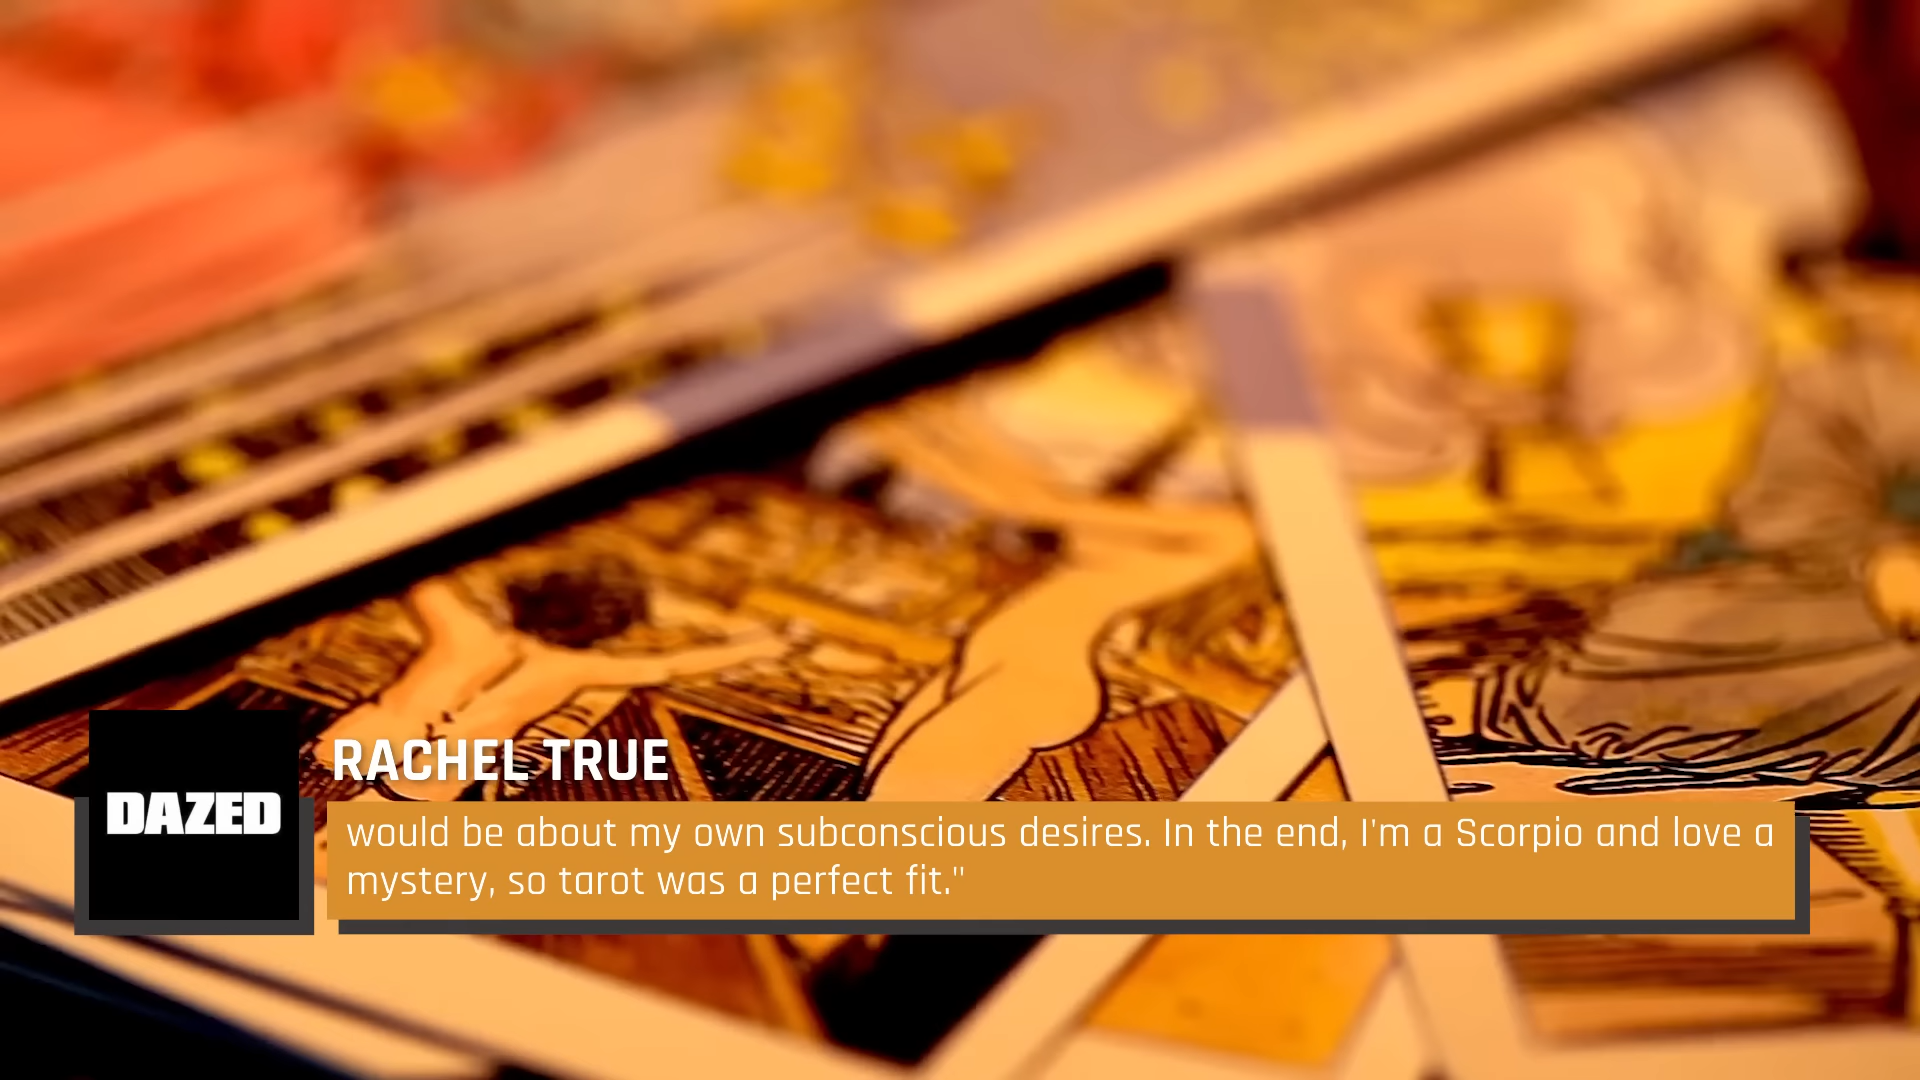 RACHEL TRUE
DAZED
would be about my own subconscious desires. In the end, I'm a Scorpio and love a
mystery, so tarot was a perfect fit."